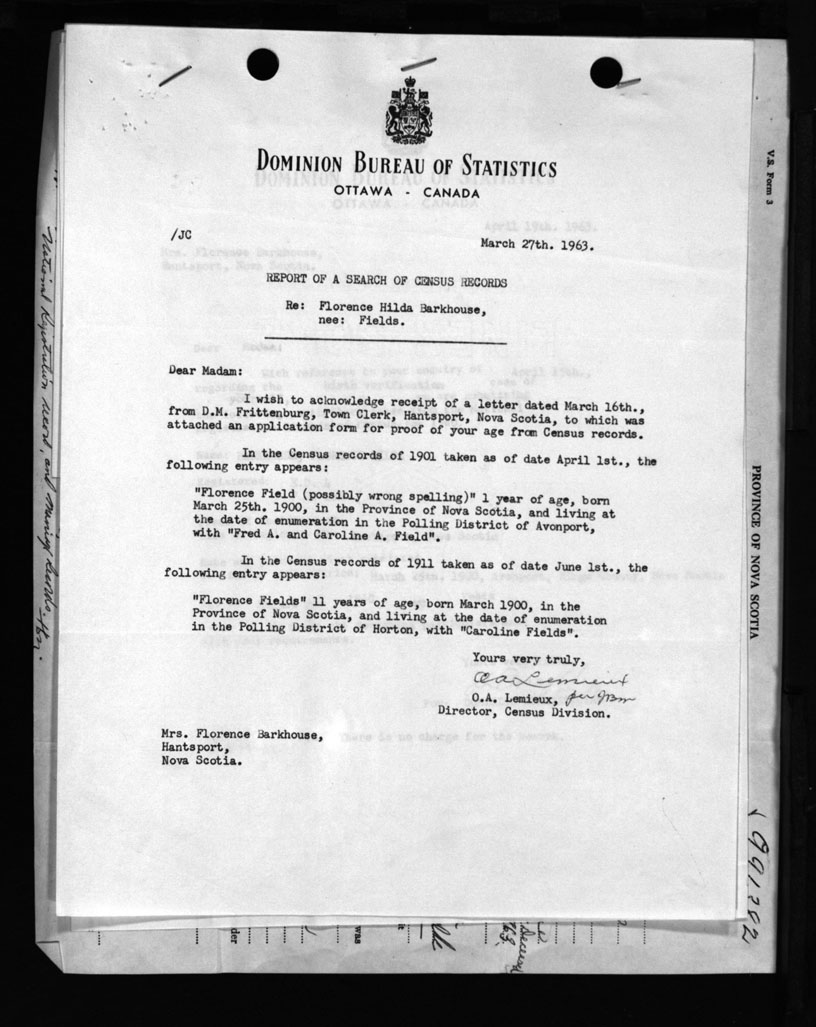 DOMINION BUREAU OF STATISTICS
OTTAWA - CANADA
/JC
March 27th. 1963.
REPORT OF A SEARCH OF CENSUS RECORDS
Re: Florence Hilda Barkhouse,
nee: Fields.
Dear Madam:
I wish to acknowledge receipt of a letter dated March 16th.,
from D.M. Frittenburg, Town Clerk, Hantsport, Nova Scotia, to which was
attached an application form for proof of your age from Census records.
In the Census records of 1901 taken as of date April 1st., the
following entry appears:
"Florence Field (possibly wrong spelling)" 1 year of age, born
March 25th. 1900, in the Province of Nova Scotia, and living at
the date of enumeration in the Polling District of Avonport,
with "Fred A. and Caroline A. Field".
In the Census records of 1911 taken as of date June 1st., the
following entry appears:
"Florence Fields" 11 years of age, born March 1900, in the
Province of Nova Scotia, and living at the date of enumeration
in the Polling District of Horton, with "Caroline Fields".
Yours very truly,
O A Lemieux
O.A. Lemieux, per
Director, Census Division.
Mrs. Florence Barkhouse,
Hantsport,
Nova Scotia.
V.S. Form 3
PROVINCE OF NOVA SCOTIA
991702
National Registration Record, and
was
der